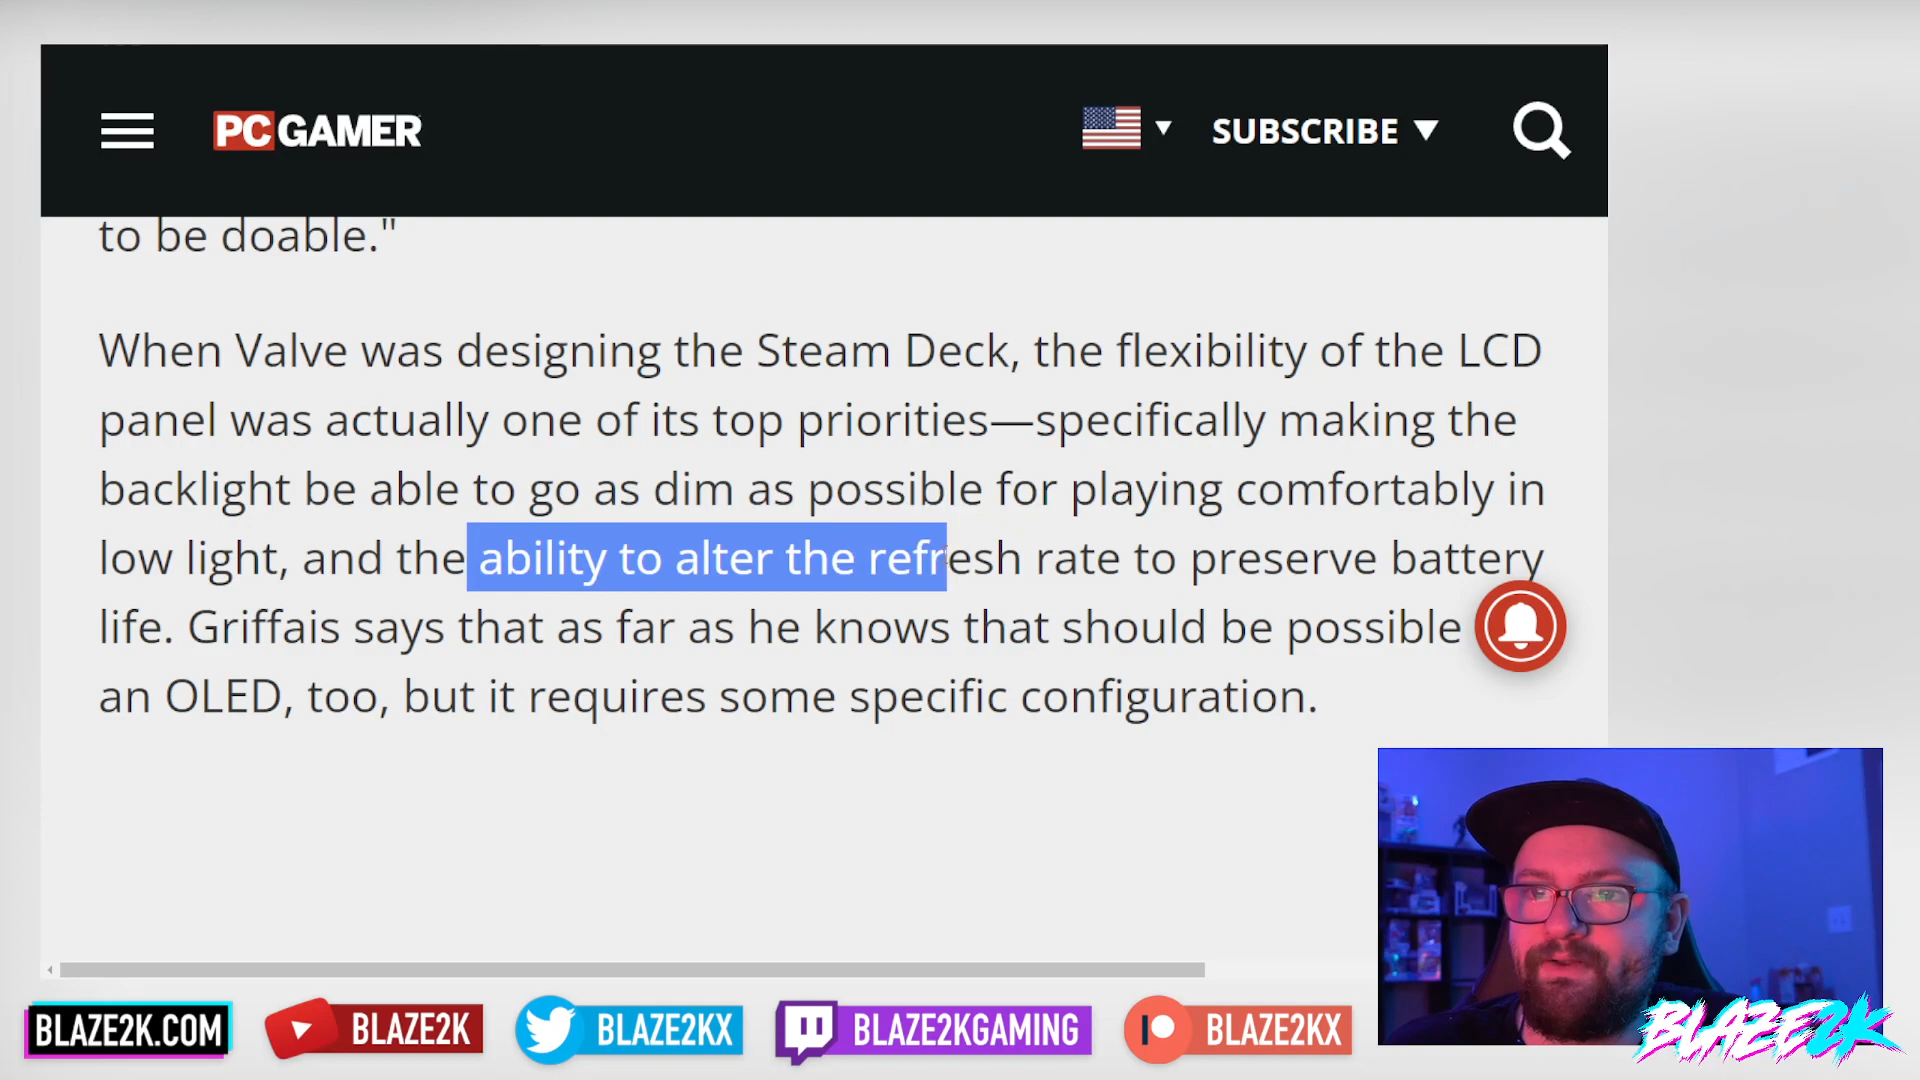 PC GAMER
SUBSCRIBE
to be doable."
When Valve was designing the Steam Deck, the flexibility of the LCD
panel was actually one of its top priorities—specifically making the
backlight be able to go as dim as possible for playing comfortably in
low light, and the ability to alter the refresh rate to preserve battery
life. Griffais says that as far as he knows that should be possible
an OLED, too, but it requires some specific configuration.
BLAZE2K.COM
BLAZE2K
BLAZE2KX
BLAZE2KGAMING
BLAZE2KX
BLAZE2K